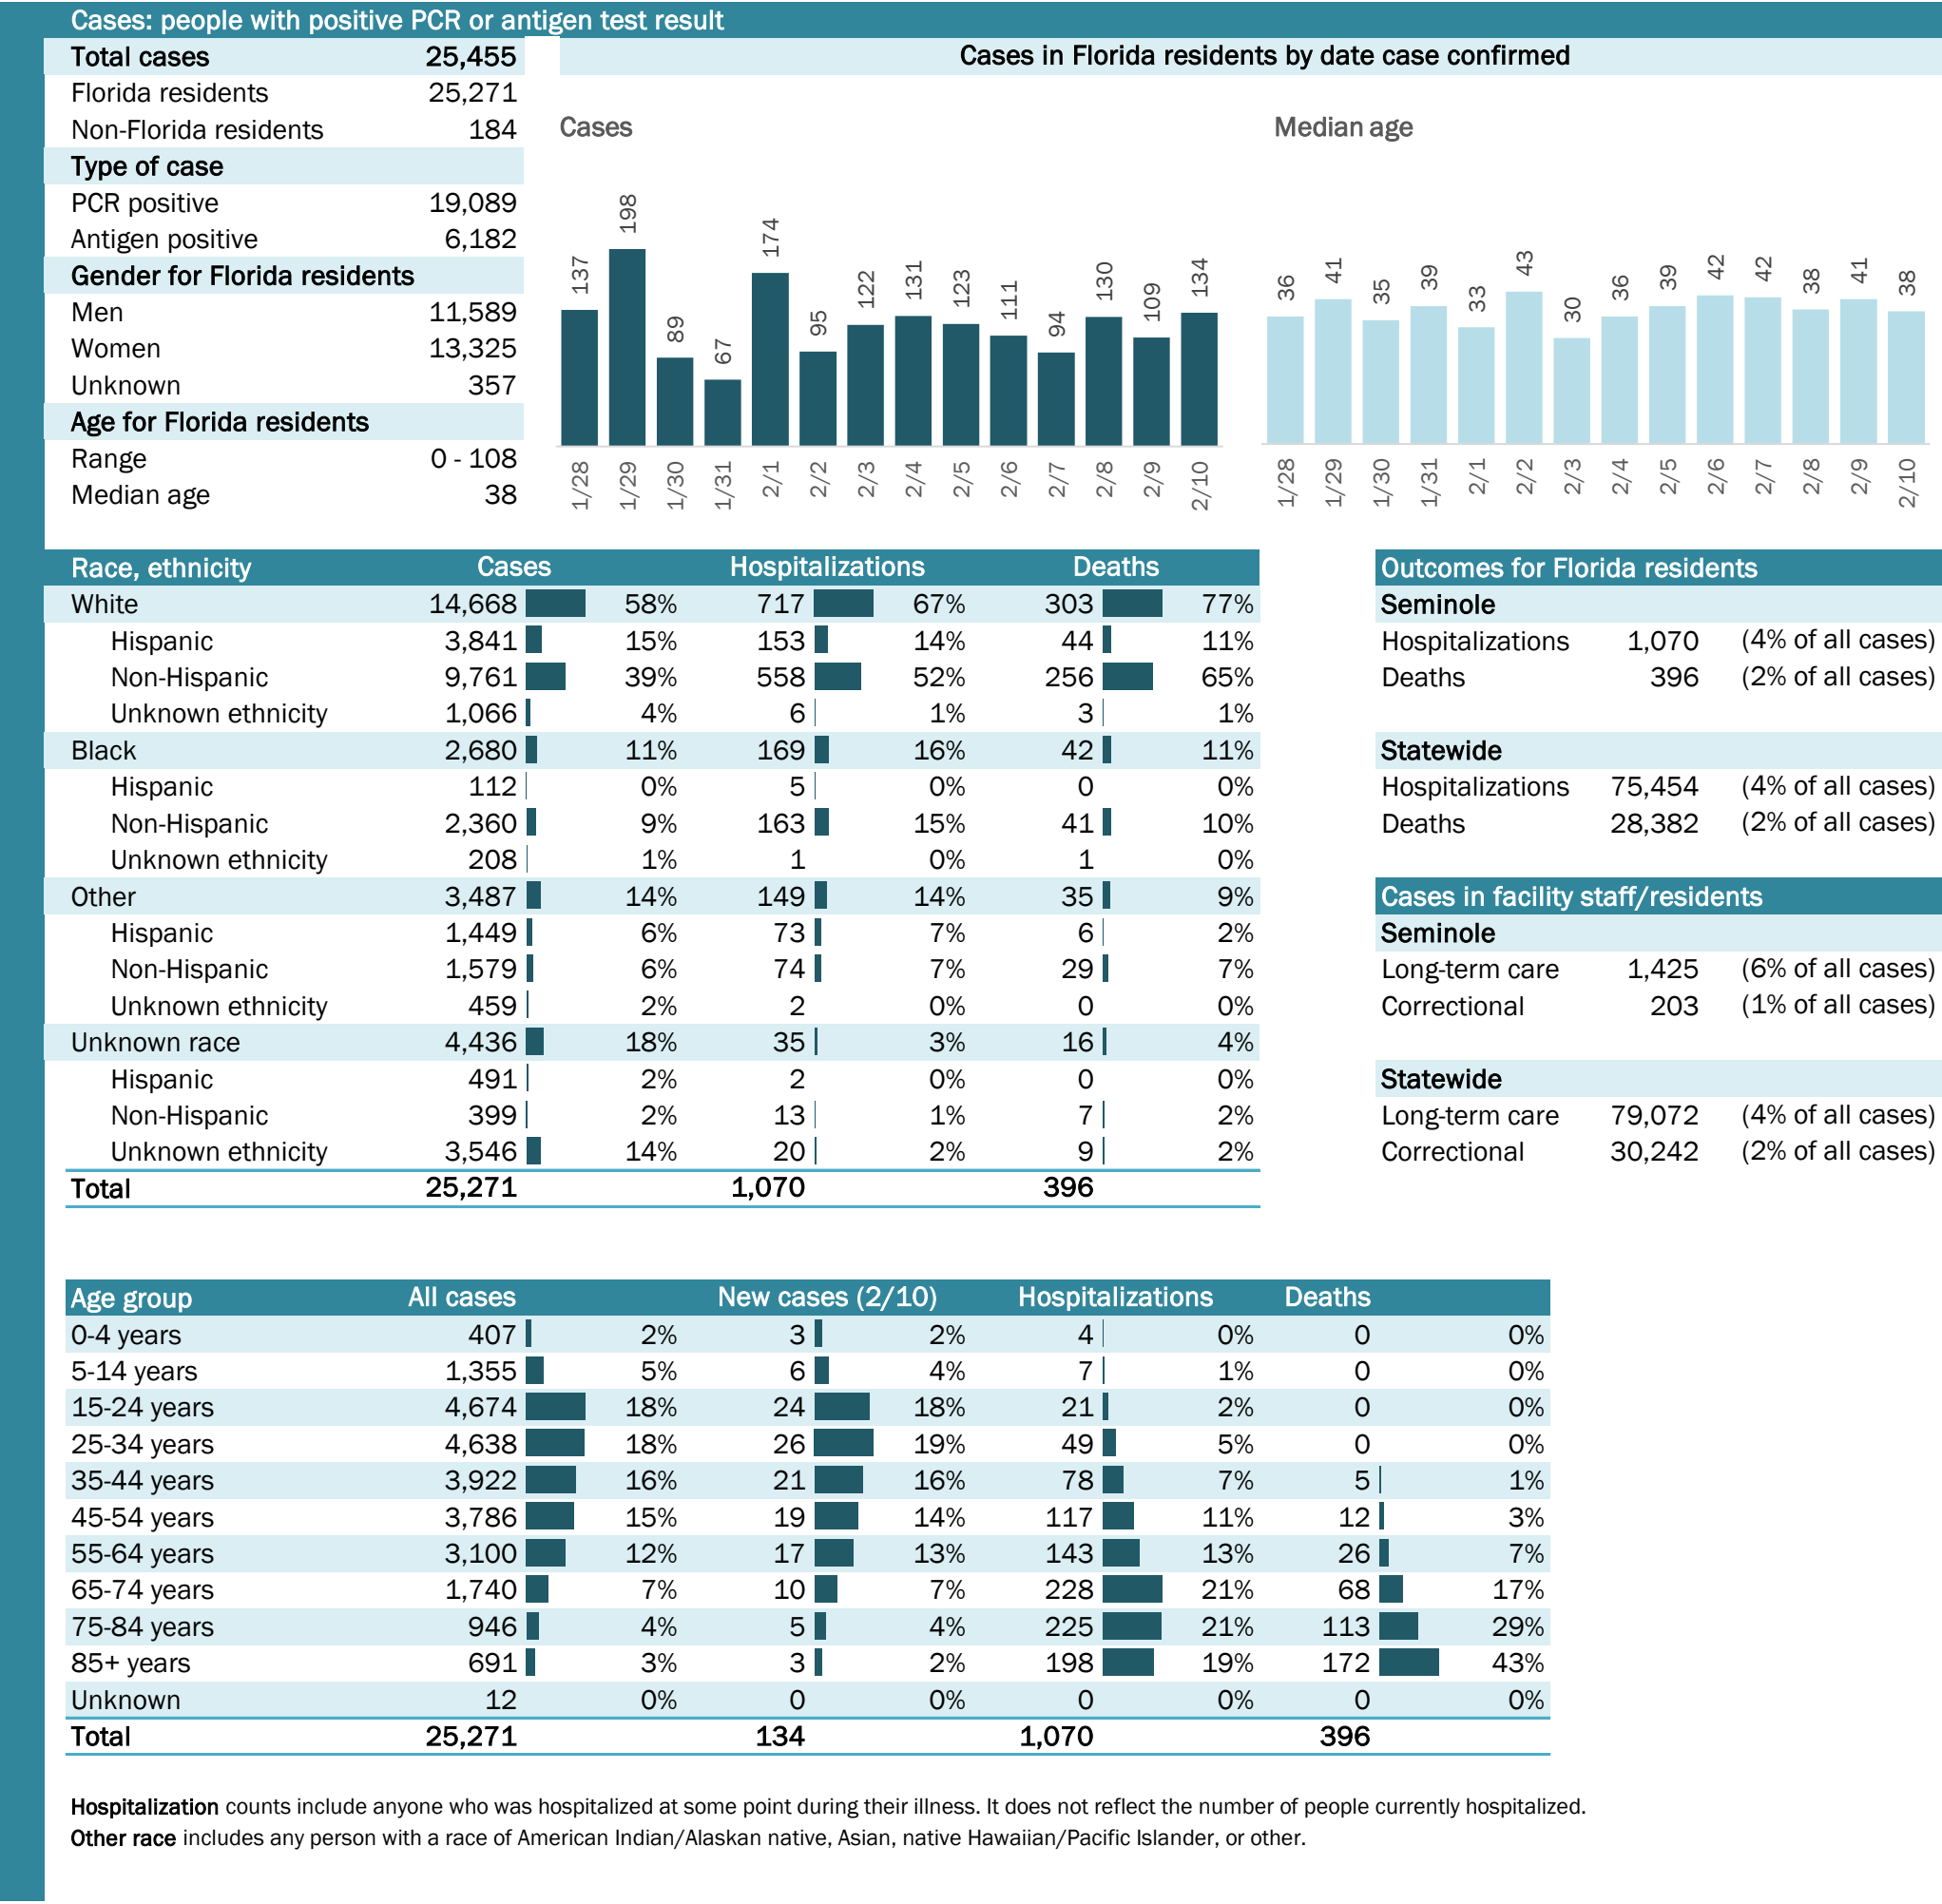 Cases: people with positive PCR or antigen test result
Total cases 25,455
Florida residents 25,271
Non-Florida residents 184
Type of case
PCR positive 19,089
Antigen positive 6,182
Gender for Florida residents
Men 11,589
Women 13,325
Unknown 357
Age for Florida residents
Range 0 - 108
Median age 38
Cases in Florida residents by date case confirmed
Cases
137 198 89 67 174 95 122 131 123 111 94 130 109 134
1/28 1/29 1/30 1/31 2/1 2/2 2/3 2/4 2/5 2/6 2/7 2/8 2/9 2/10
Median age
36 41 35 39 33 43 30 36 39 42 42 38 41 38
1/28 1/29 1/30 1/31 2/1 2/2 2/3 2/4 2/5 2/6 2/7 2/8 2/9 2/10
Race, ethnicity Cases Hospitalizations Deaths
White 14,668 58% 717 67% 303 77%
Hispanic 3,841 15% 153 14% 44 11%
Non-Hispanic 9,761 39% 558 52% 256 65%
Unknown ethnicity 1,066 4% 6 1% 3 1%
Black 2,680 11% 169 16% 42 11%
Hispanic 112 0% 5 0% 0 0%
Non-Hispanic 2,360 9% 163 15% 41 10%
Unknown ethnicity 208 1% 1 0% 1 0%
Other 3,487 14% 149 14% 35 9%
Hispanic 1,449 6% 73 7% 6 2%
Non-Hispanic 1,579 6% 74 7% 29 7%
Unknown ethnicity 459 2% 2 0% 0 0%
Unknown race 4,436 18% 35 3% 16 4%
Hispanic 491 2% 2 0% 0 0%
Non-Hispanic 399 2% 13 1% 7 2%
Unknown ethnicity 3,546 14% 20 2% 9 2%
Total 25,271 1,070 396
Outcomes for Florida residents
Seminole
Hospitalizations 1,070 (4% of all cases)
Deaths 396 (2% of all cases)
Statewide
Hospitalizations 75,454 (4% of all cases)
Deaths 28,382 (2% of all cases)
Cases in facility staff/residents
Seminole
Long-term care 1,425 (6% of all cases)
Correctional 203 (1% of all cases)
Statewide
Long-term care 79,072 (4% of all cases)
Correctional 30,242 (2% of all cases)
Age group All cases New cases (2/10) Hospitalizations Deaths
0-4 years 407 2% 3 2% 4 0% 0 0%
5-14 years 1,355 5% 6 4% 7 1% 0 0%
15-24 years 4,674 18% 24 18% 21 2% 0 0%
25-34 years 4,638 18% 26 19% 49 5% 0 0%
35-44 years 3,922 16% 21 16% 78 7% 5 1%
45-54 years 3,786 15% 19 14% 117 11% 12 3%
55-64 years 3,100 12% 17 13% 143 13% 26 7%
65-74 years 1,740 7% 10 7% 228 21% 68 17%
75-84 years 946 4% 5 4% 225 21% 113 29%
85+ years 691 3% 3 2% 198 19% 172 43%
Unknown 12 0% 0 0% 0 0% 0 0%
Total 25,271 134 1,070 396
Hospitalization counts include anyone who was hospitalized at some point during their illness. It does not reflect the number of people currently hospitalized.
Other race includes any person with a race of American Indian/Alaskan native, Asian, native Hawaiian/Pacific Islander, or other.